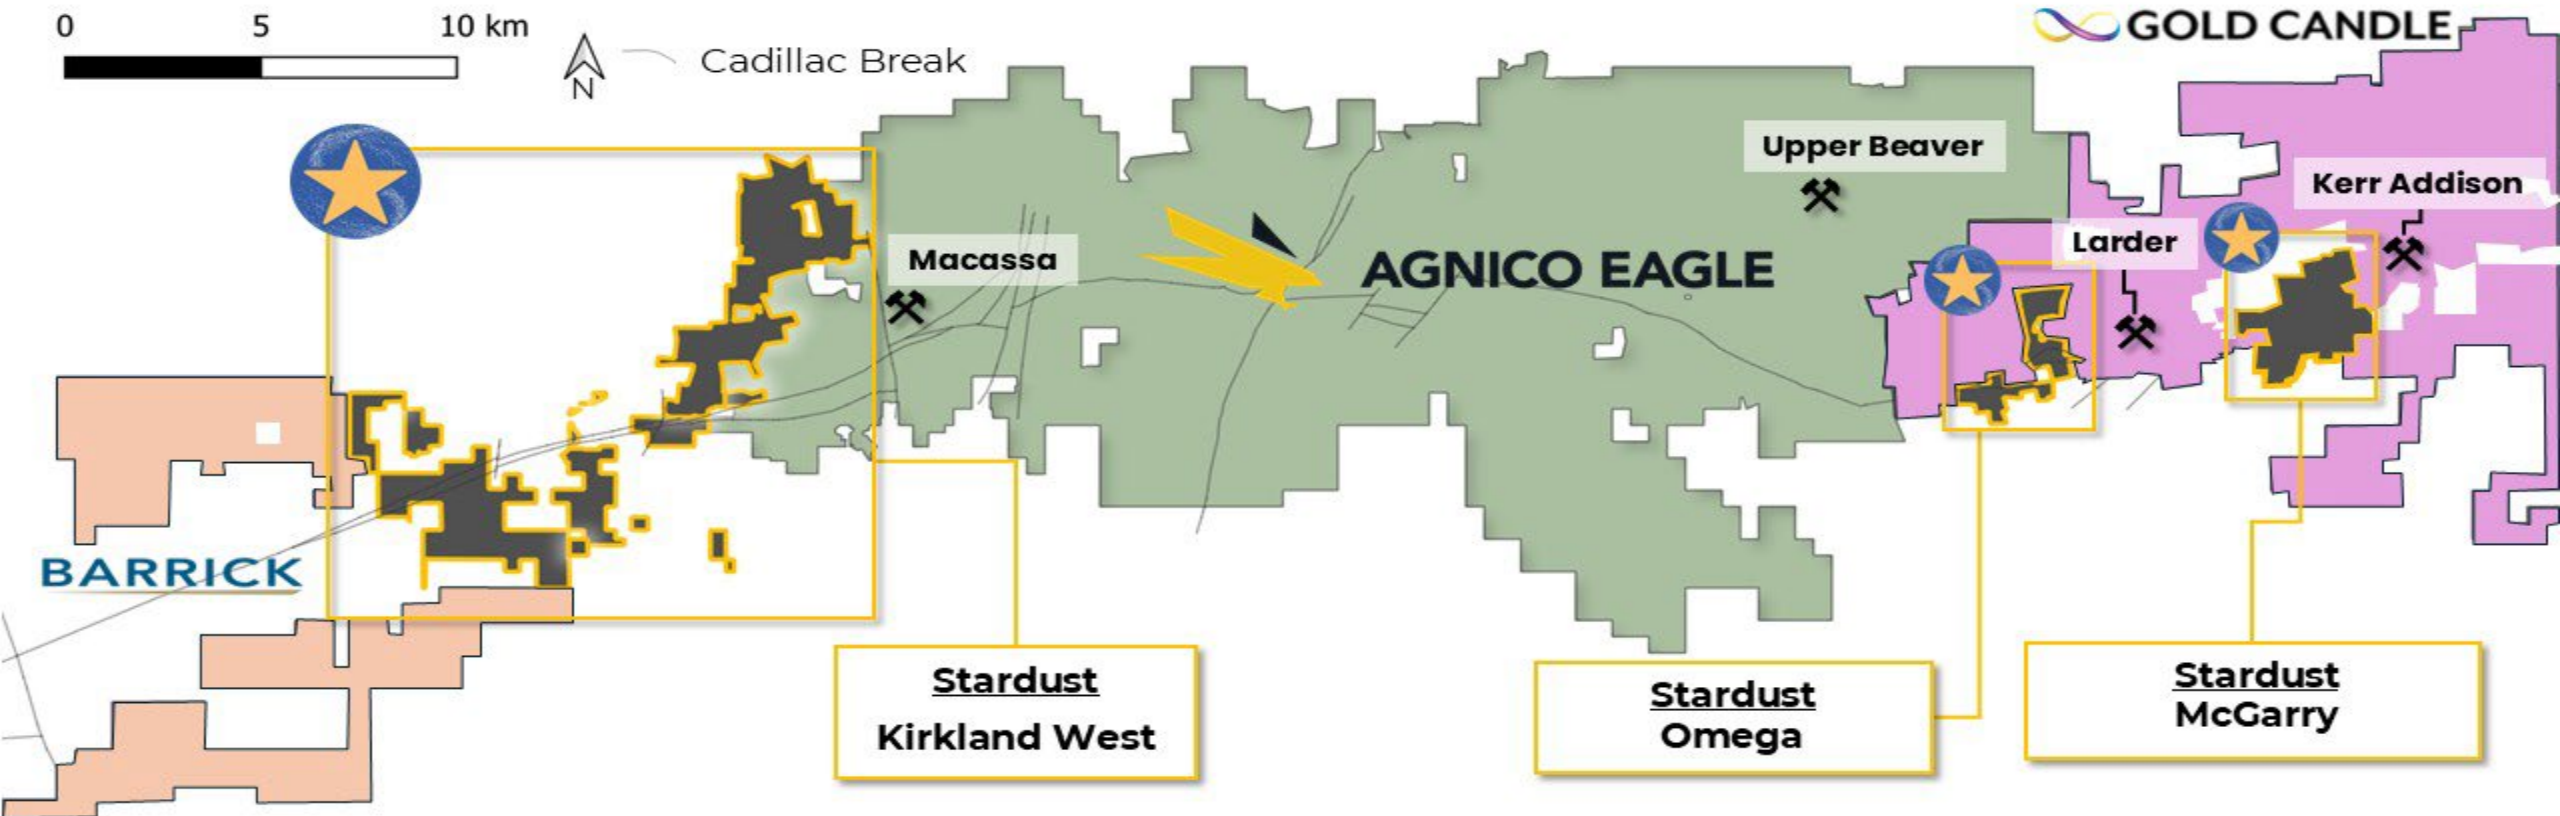 0 5 10 km
N
Cadillac Break
GOLD CANDLE
Upper Beaver
Kerr Addison
Larder
Macassa
AGNICO EAGLE
BARRICK
Stardust
Kirkland West
Stardust
Omega
Stardust
McGarry